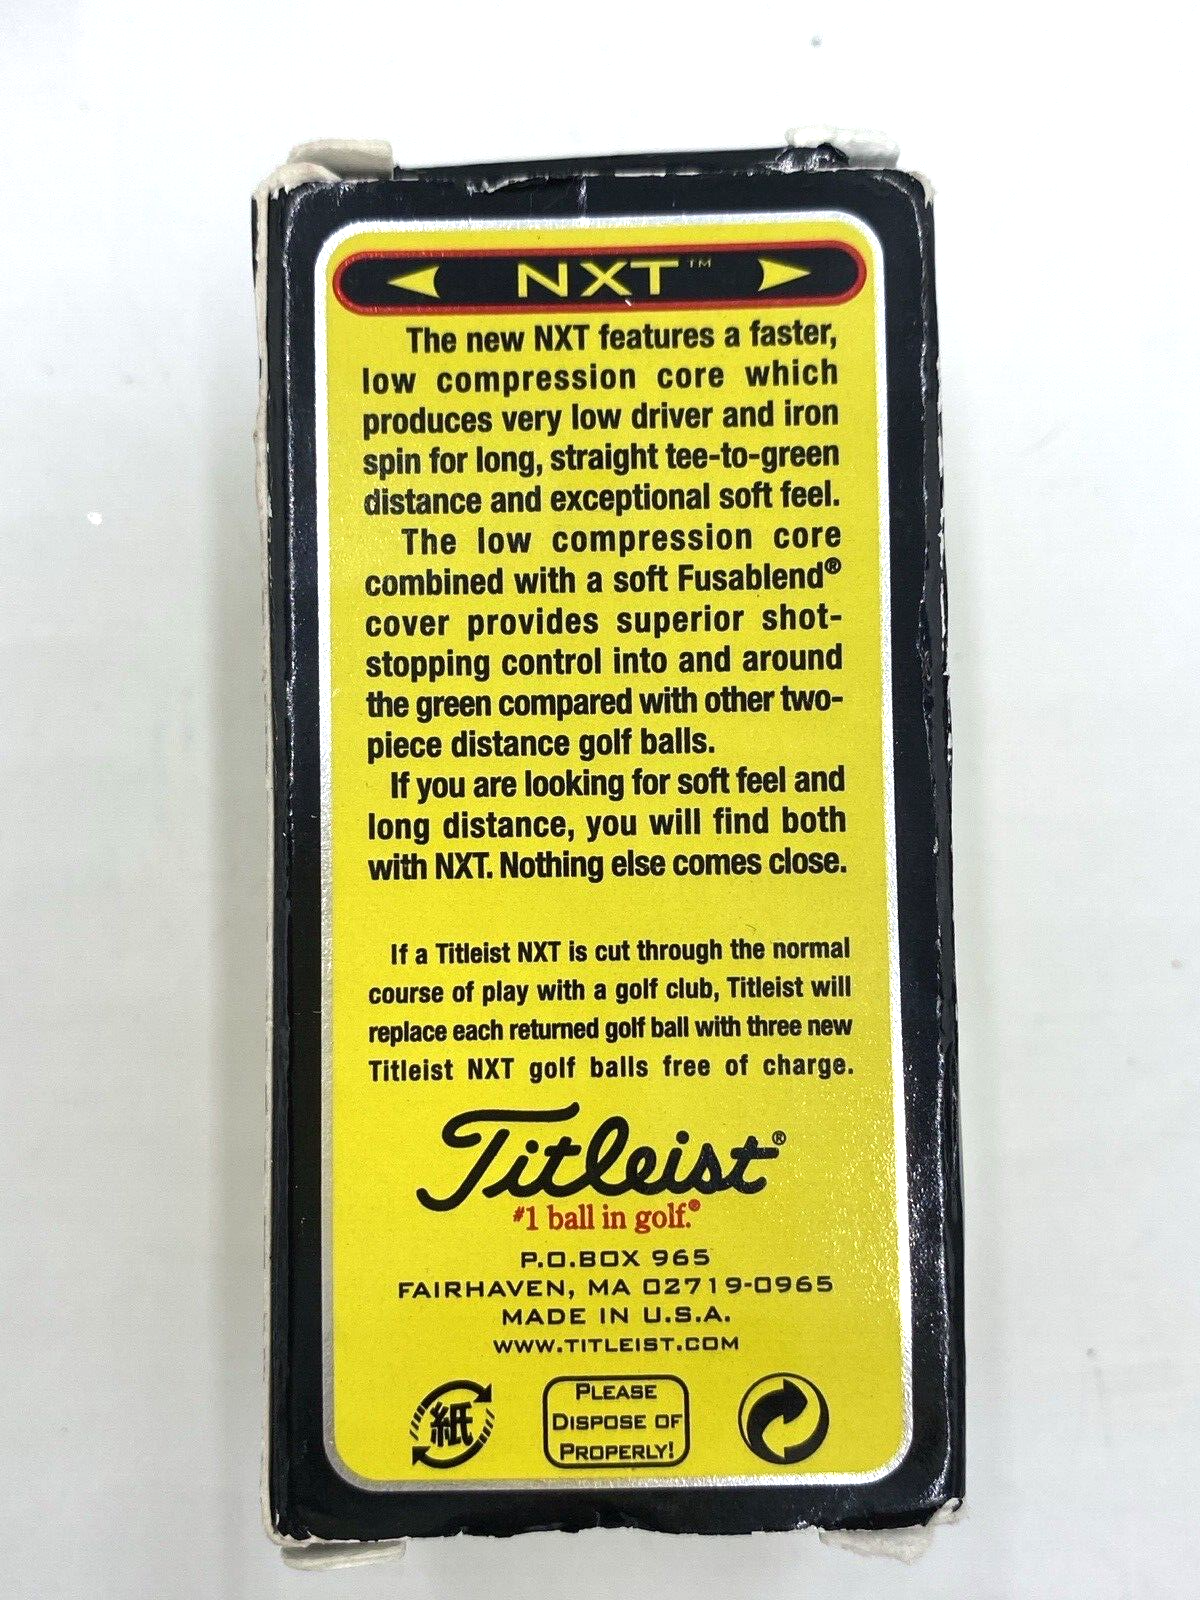 NXT™
The new NXT features a faster,
low compression core which
produces very low driver and iron
spin for long, straight tee-to-green
distance and exceptional soft feel.
The low compression core
combined with a soft Fusablend®
cover provides superior shot-
stopping control into and around
the green compared with other two-
piece distance golf balls.
If you are looking for soft feel and
long distance, you will find both
with NXT. Nothing else comes close.
If a Titleist NXT is cut through the normal
course of play with a golf club, Titleist will
replace each returned golf ball with three new
Titleist NXT golf balls free of charge.
Titleist®
#1 ball in golf.®
P.O.BOX 965
FAIRHAVEN, MA 02719-0965
MADE IN U.S.A.
WWW.TITLEIST.COM
紙
PLEASE
DISPOSE OF
PROPERLY!